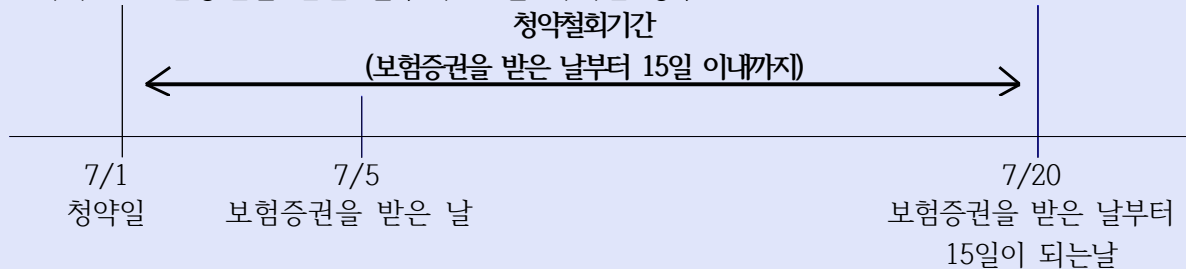 청약철회기간
(보험증권을 받은 날부터 15일 이내까지)
7/1
7/5
7/20
청약일
보험증권을 받은 날
보험증권을 받은 날부터
15일이 되는날